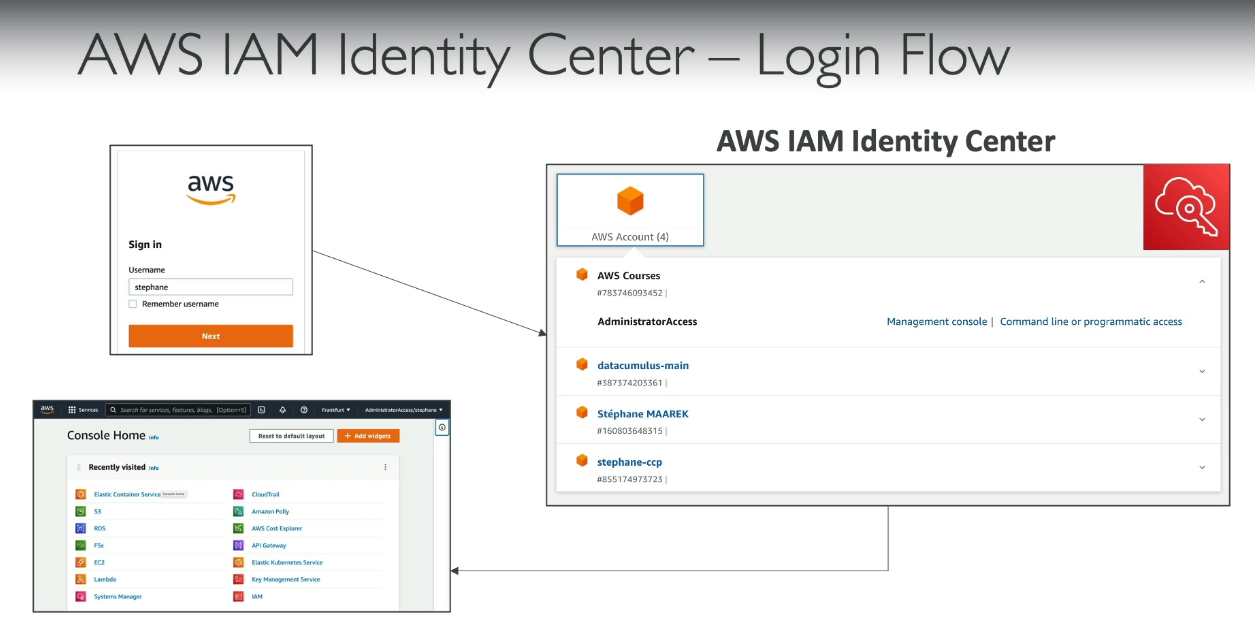 AWS IAM Identity Center – Login Flow
AWS IAM Identity Center
aws
Sign in
Username
stephane
Remember username
Next
AWS Account (4)
AWS Courses
#783746093452 |
AdministratorAccess
Management console | Command line or programmatic access
datacumulus-main
#387374203361 |
Stéphane MAAREK
#160803648315 |
stephane-ccp
#855174973723 |
aws Services Search for services, features, blogs, [Option+S] Frankfurt AdministratorAccess/stephane
Console Home Info Reset to default layout + Add widgets
Recently visited Info
Elastic Container Service CloudTrail
S3 Amazon Polly
RDS AWS Cost Explorer
FSx API Gateway
EC2 Elastic Kubernetes Service
Lambda Key Management Service
Systems Manager IAM